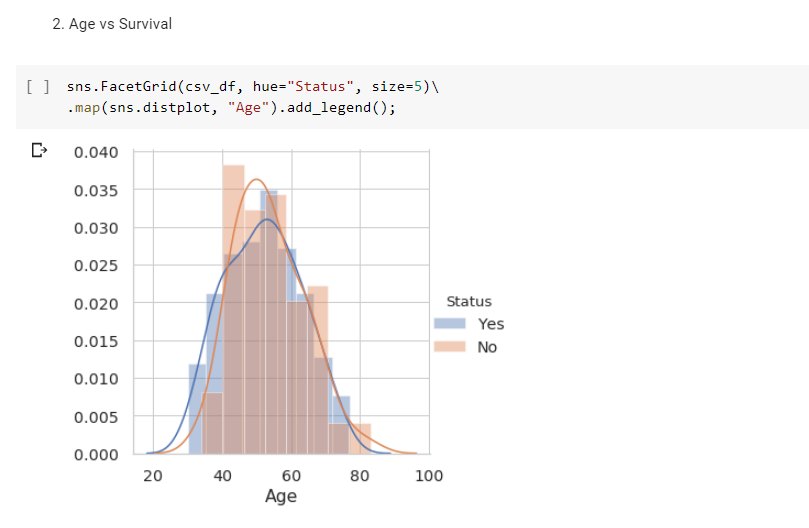 2. Age vs Survival
[ ] sns.FacetGrid(csv_df, hue="Status", size=5)\
.map(sns.distplot, "Age").add_legend();
0.040
0.035
0.030
0.025
0.020
0.015
0.010
0.005
0.000
20 40 60 80 100
Age
Status
Yes
No